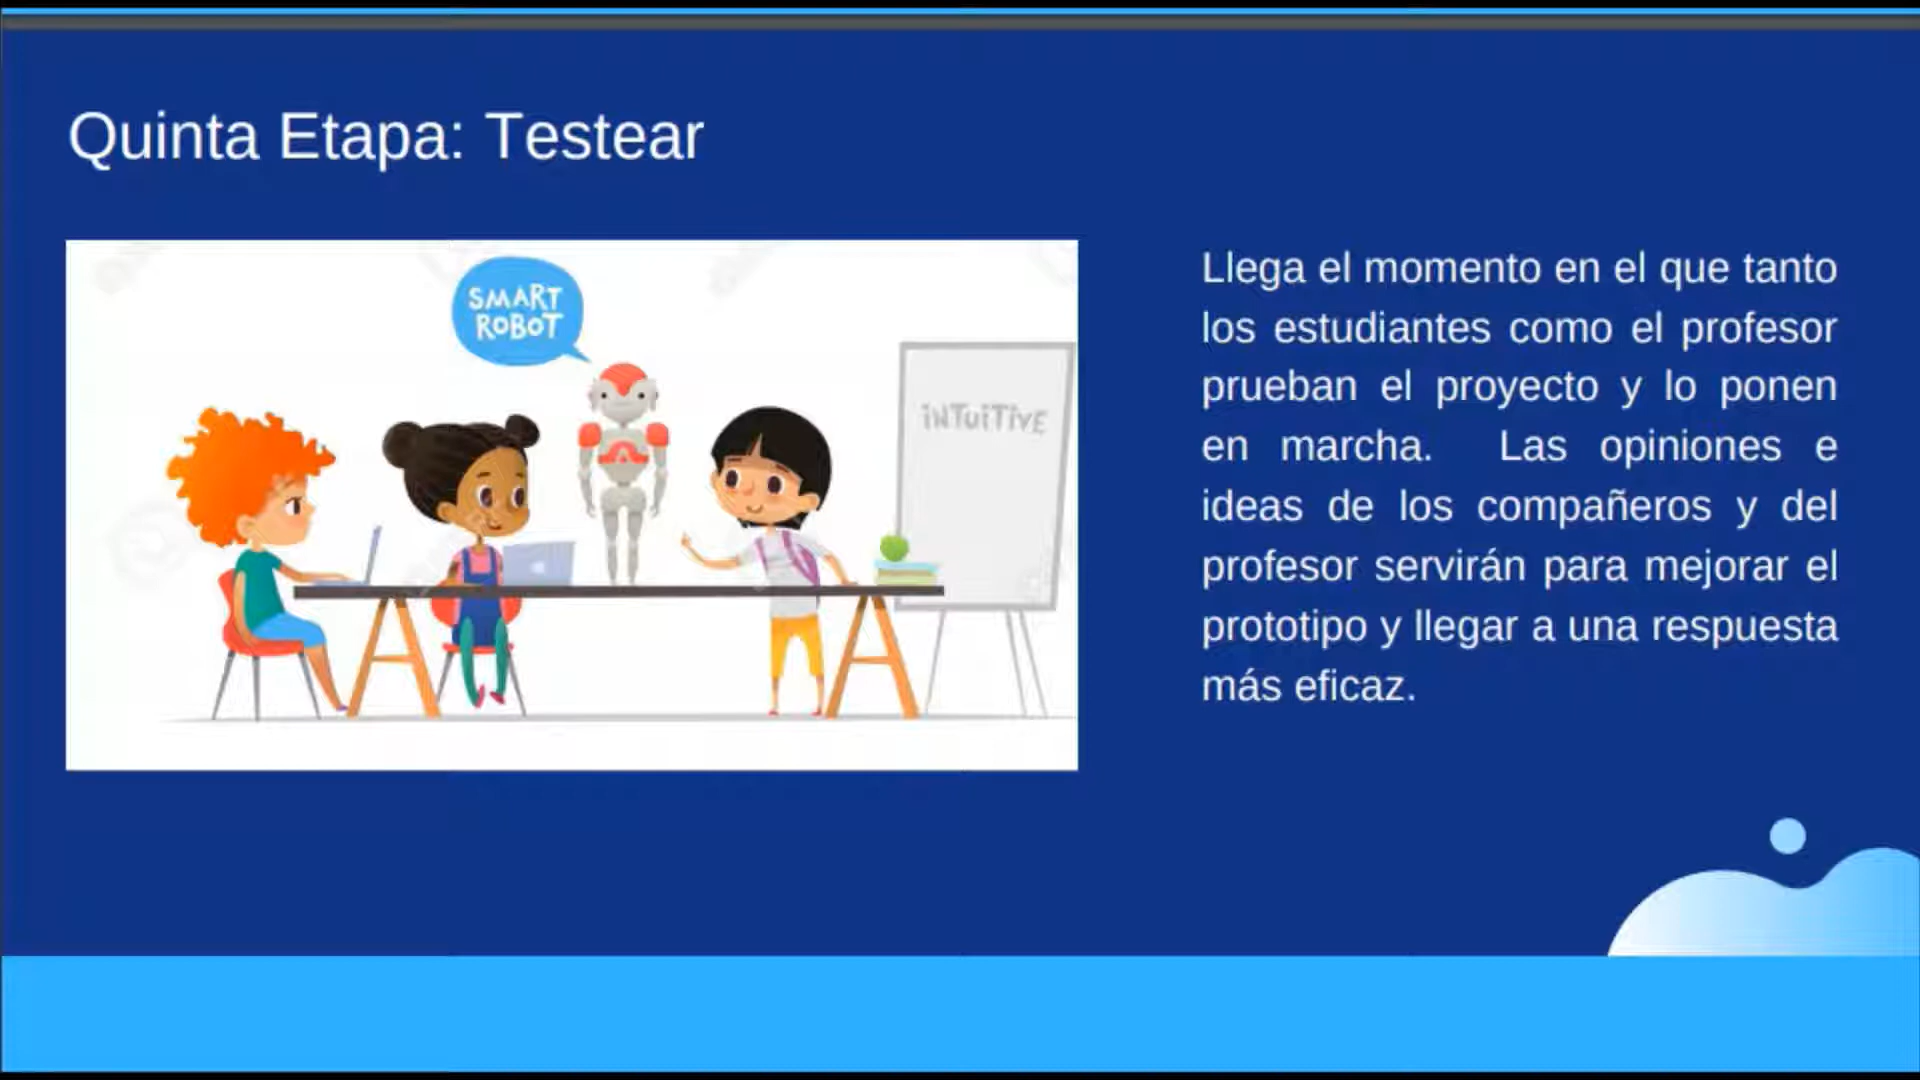 Quinta Etapa: Testear
SMART
ROBOT
iNTUiTiVE
Llega el momento en el que tanto
los estudiantes como el profesor
prueban el proyecto y lo ponen
en marcha. Las opiniones e
ideas de los compañeros y del
profesor servirán para mejorar el
prototipo y llegar a una respuesta
más eficaz.